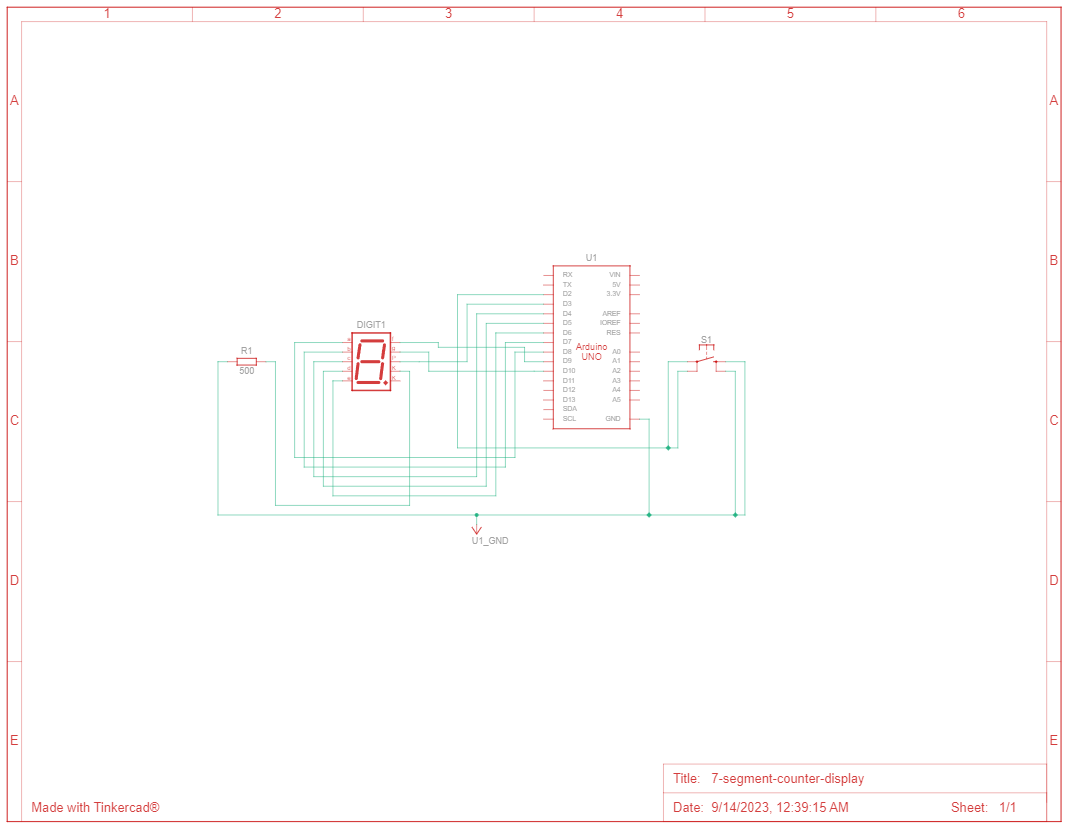 1 2 3 4 5 6
A A
B B
U1
RX VIN
TX 5V
D2 3.3V
D3
D4 AREF
D5 IOREF
DIGIT1
D6 RES
S1
D7
Arduino
UNO
R1
500
D8 A0
D9 A1
D10 A2
D11 A3
D12 A4
D13 A5
SDA
SCL GND
C C
U1_GND
D D
E E
Title: 7-segment-counter-display
Made with Tinkercad®
Date: 9/14/2023, 12:39:15 AM Sheet: 1/1